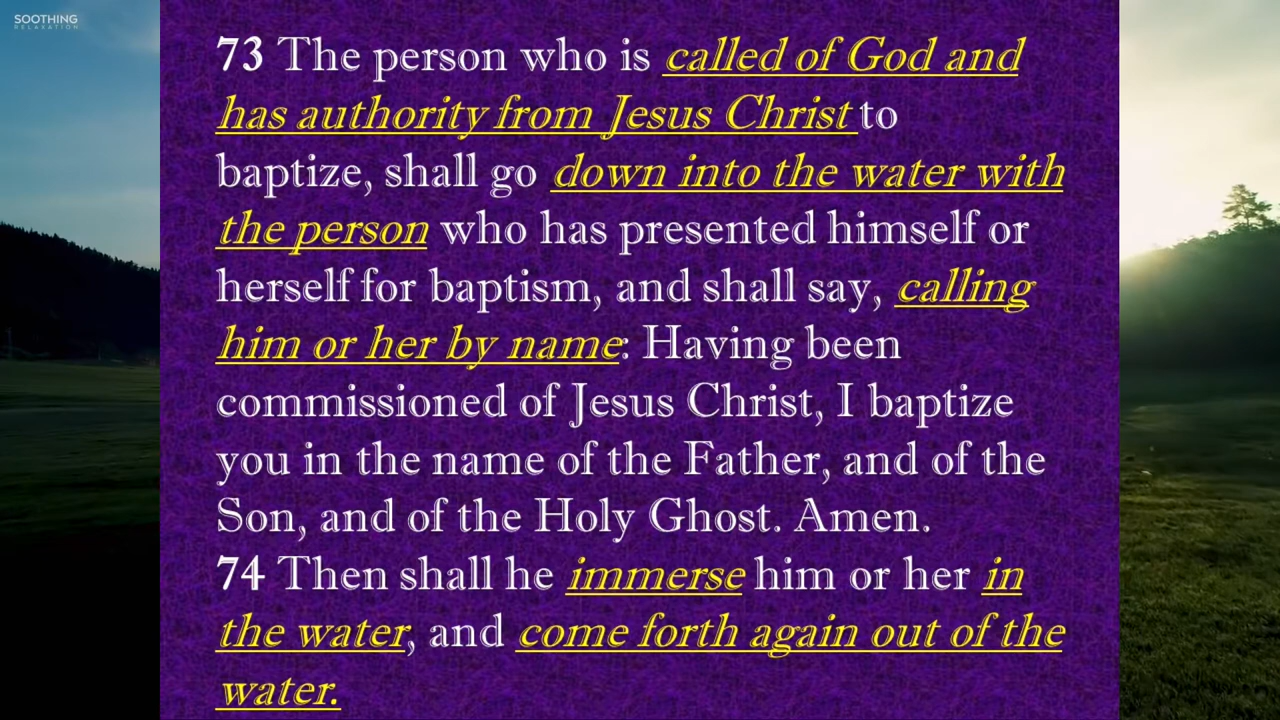 SOOTHING
RELAXATION
73 The person who is called of God and
has authority from Jesus Christ to
baptize, shall go down into the water with
the person who has presented himself or
herself for baptism, and shall say, calling
him or her by name: Having been
commissioned of Jesus Christ, I baptize
you in the name of the Father, and of the
Son, and of the Holy Ghost. Amen.
74 Then shall he immerse him or her in
the water, and come forth again out of the
water.